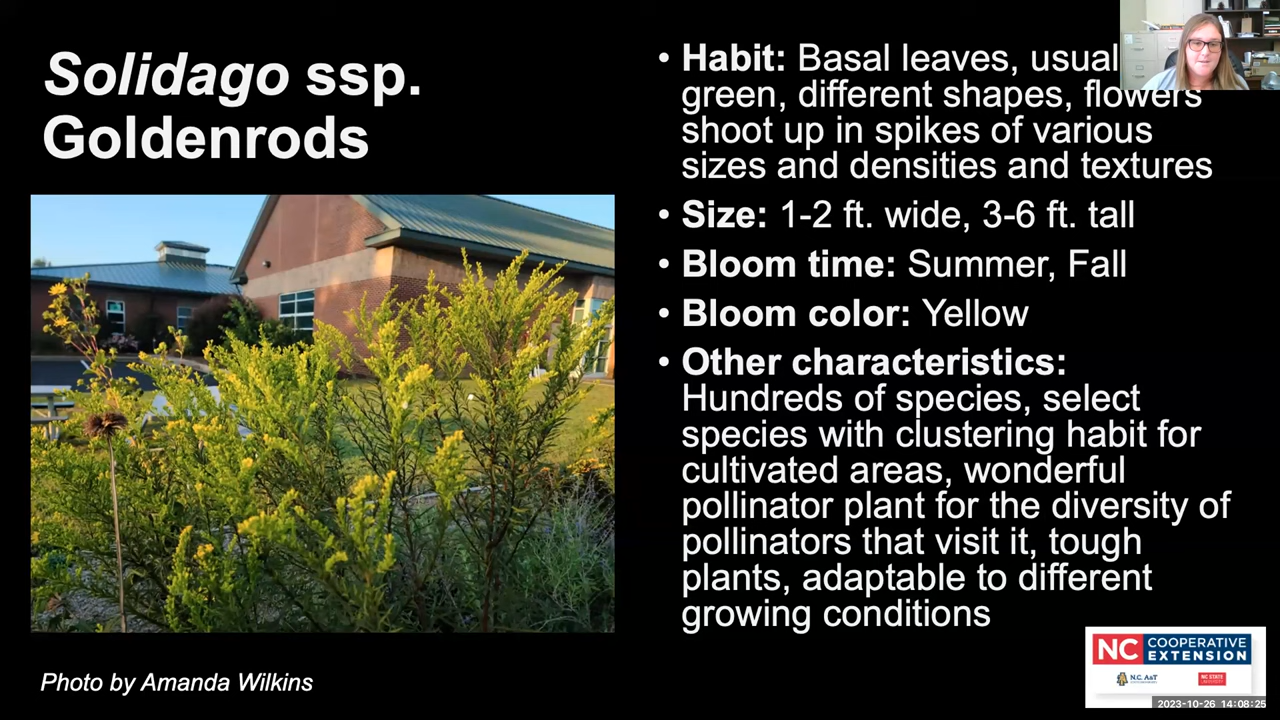 Solidago ssp.
Goldenrods
• Habit: Basal leaves, usual
green, different shapes, flowers
shoot up in spikes of various
sizes and densities and textures
• Size: 1-2 ft. wide, 3-6 ft. tall
• Bloom time: Summer, Fall
• Bloom color: Yellow
• Other characteristics:
Hundreds of species, select
species with clustering habit for
cultivated areas, wonderful
pollinator plant for the diversity of
pollinators that visit it, tough
plants, adaptable to different
growing conditions
Photo by Amanda Wilkins
NC COOPERATIVE
EXTENSION
N.C. A&T
NC STATE
2023-10-26 14:08:25